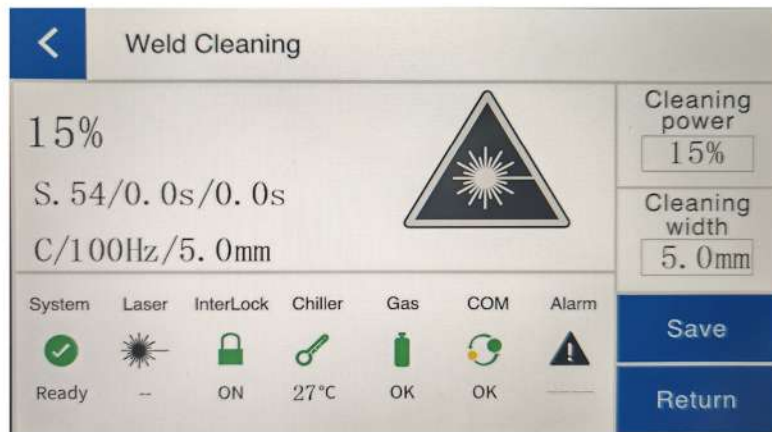 Weld Cleaning
15%
S. 54/0. 0s/0. 0s
C/100Hz/5. 0mm
Cleaning
power
15%
Cleaning
width
5. 0mm
System Laser InterLock Chiller Gas COM Alarm
Ready -- ON 27°C OK OK ------
Save
Return